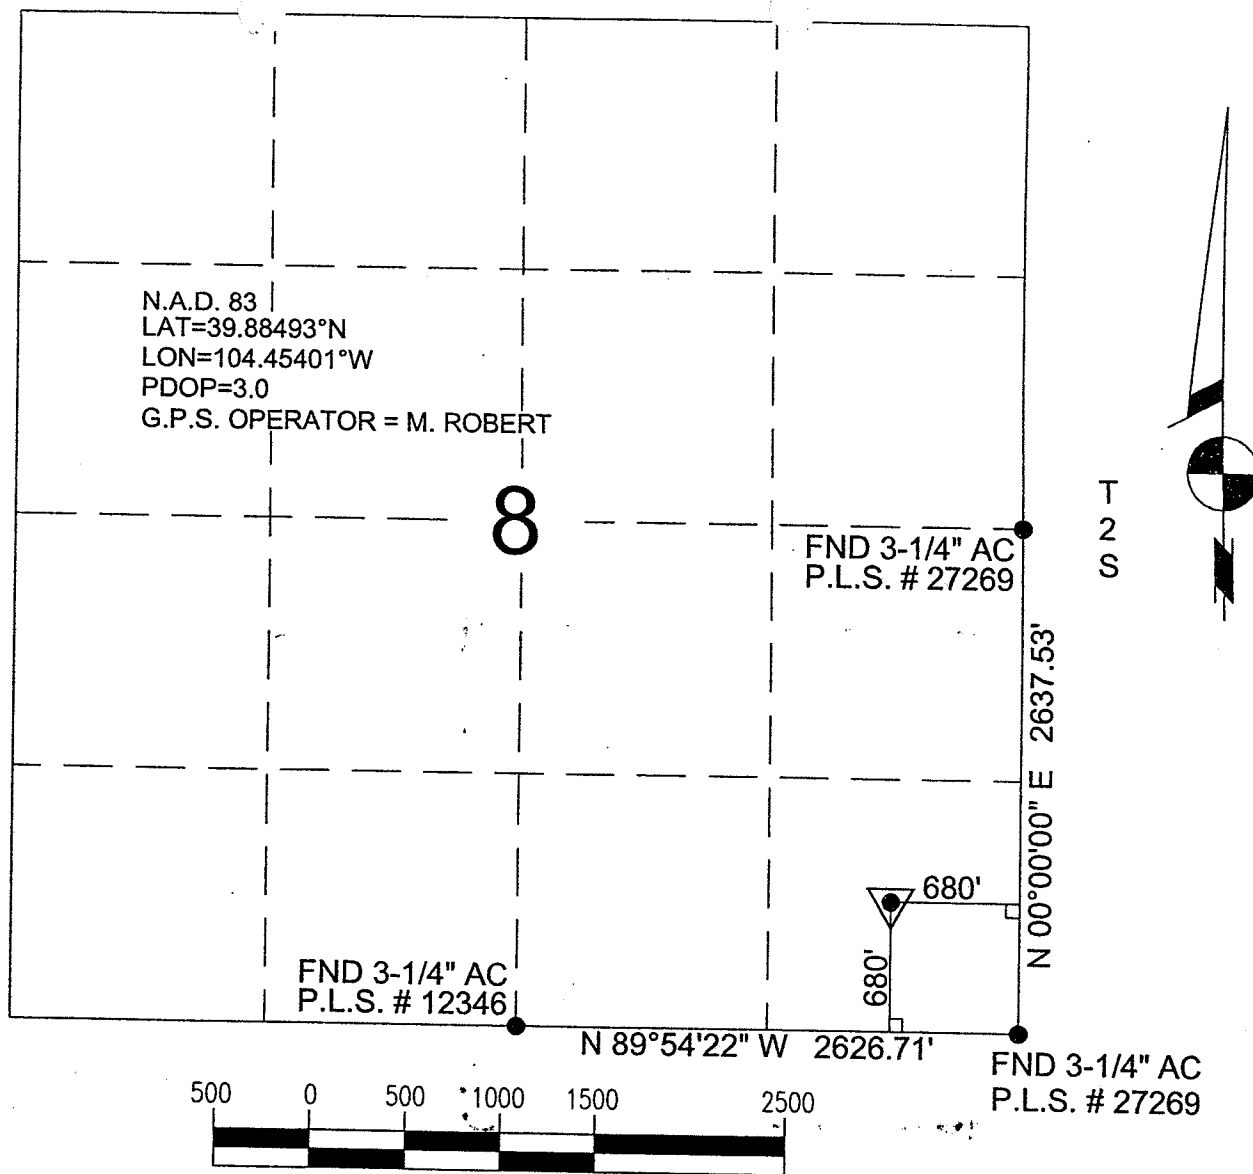 N.A.D. 83
LAT=39.88493°N
LON=104.45401°W
PDOP=3.0
G.P.S. OPERATOR = M. ROBERT
8
T
2
S
FND 3-1/4" AC
P.L.S. # 27269
N 00°00'00" E 2637.53'
680'
680'
FND 3-1/4" AC
P.L.S. # 12346
N 89°54'22" W 2626.71'
FND 3-1/4" AC
P.L.S. # 27269
500 0 500 1000 1500 2500
N